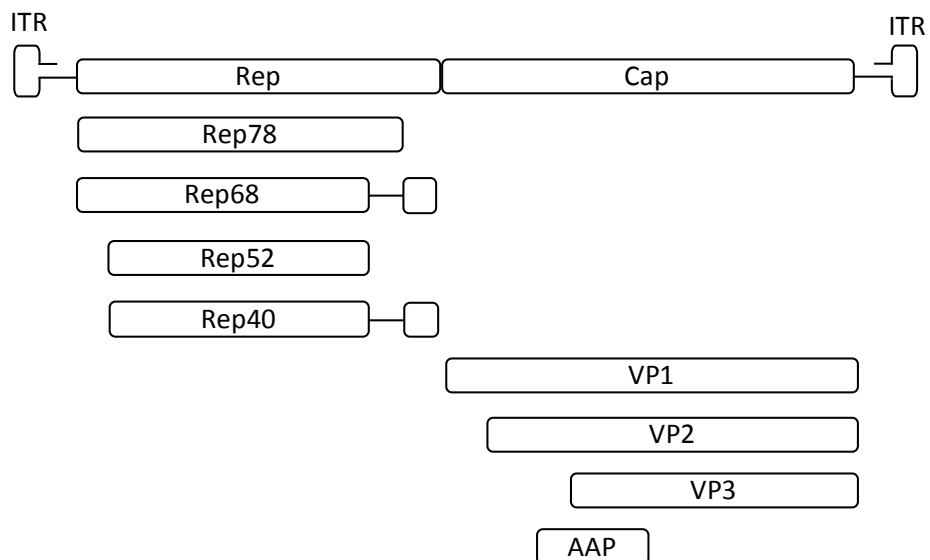 ITR
ITR
Rep
Cap
Rep78
Rep68
Rep52
Rep40
VP1
VP2
VP3
AAP